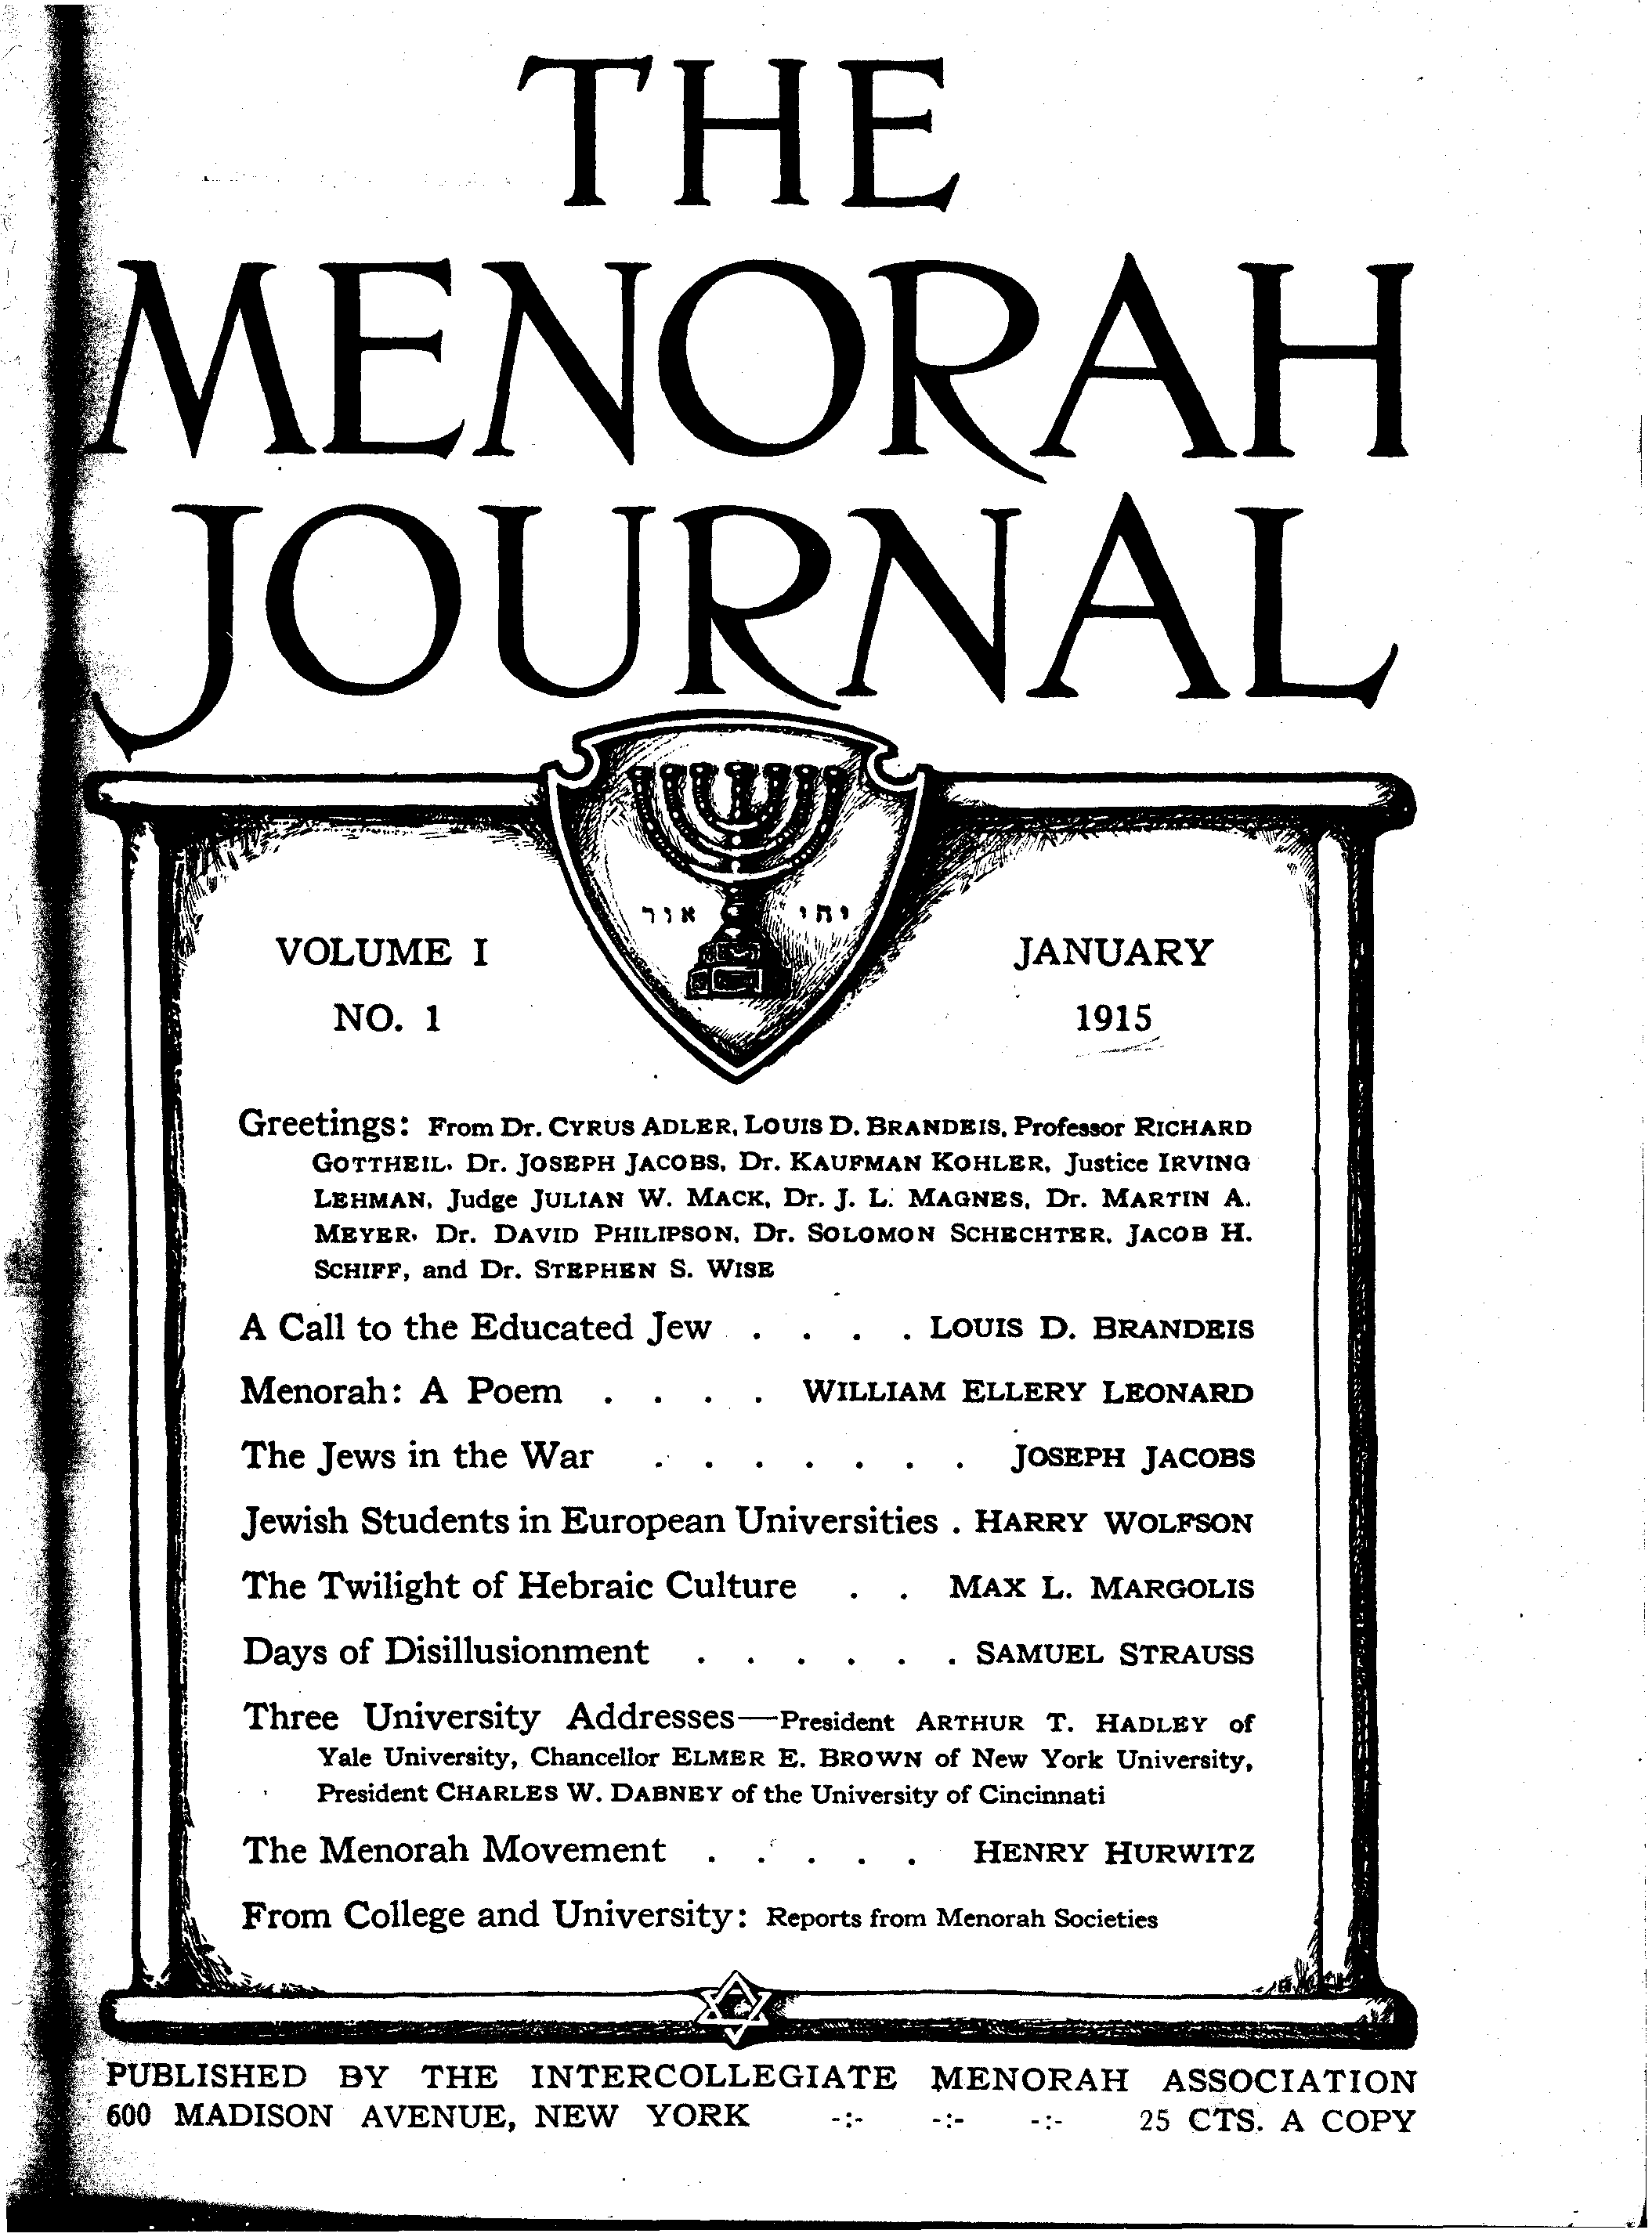 THE
MENORAH
JOURNAL
יהי אור
VOLUME I
NO. 1
JANUARY
1915
Greetings: From Dr. CYRUS ADLER, LOUIS D. BRANDEIS, Professor RICHARD
GOTTHEIL, Dr. JOSEPH JACOBS, Dr. KAUFMAN KOHLER, Justice IRVING
LEHMAN, Judge JULIAN W. MACK, Dr. J. L. MAGNES, Dr. MARTIN A.
MEYER, Dr. DAVID PHILIPSON, Dr. SOLOMON SCHECHTER, JACOB H.
SCHIFF, and Dr. STEPHEN S. WISE
A Call to the Educated Jew . . . . LOUIS D. BRANDEIS
Menorah: A Poem . . . . WILLIAM ELLERY LEONARD
The Jews in the War . . . . . . . JOSEPH JACOBS
Jewish Students in European Universities . HARRY WOLFSON
The Twilight of Hebraic Culture . . MAX L. MARGOLIS
Days of Disillusionment . . . . . . SAMUEL STRAUSS
Three University Addresses—President ARTHUR T. HADLEY of
Yale University, Chancellor ELMER E. BROWN of New York University,
President CHARLES W. DABNEY of the University of Cincinnati
The Menorah Movement . . . . . HENRY HURWITZ
From College and University: Reports from Menorah Societies
PUBLISHED BY THE INTERCOLLEGIATE MENORAH ASSOCIATION
600 MADISON AVENUE, NEW YORK -:- -:- -:- 25 CTS. A COPY